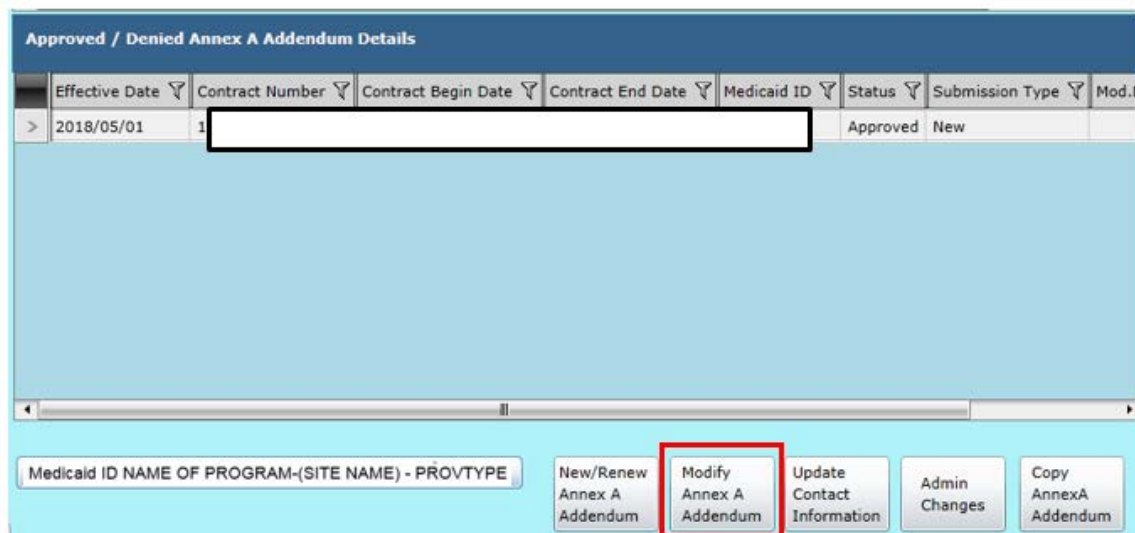 Approved / Denied Annex A Addendum Details
Effective Date Contract Number Contract Begin Date Contract End Date Medicaid ID Status Submission Type
> 2018/05/01 1 Approved New
Medicaid ID NAME OF PROGRAM-(SITE NAME) - PROVTYPE
New/Renew
Annex A
Addendum
Modify
Annex A
Addendum
Update
Contact
Information
Admin
Changes
Copy
AnnexA
Addendum